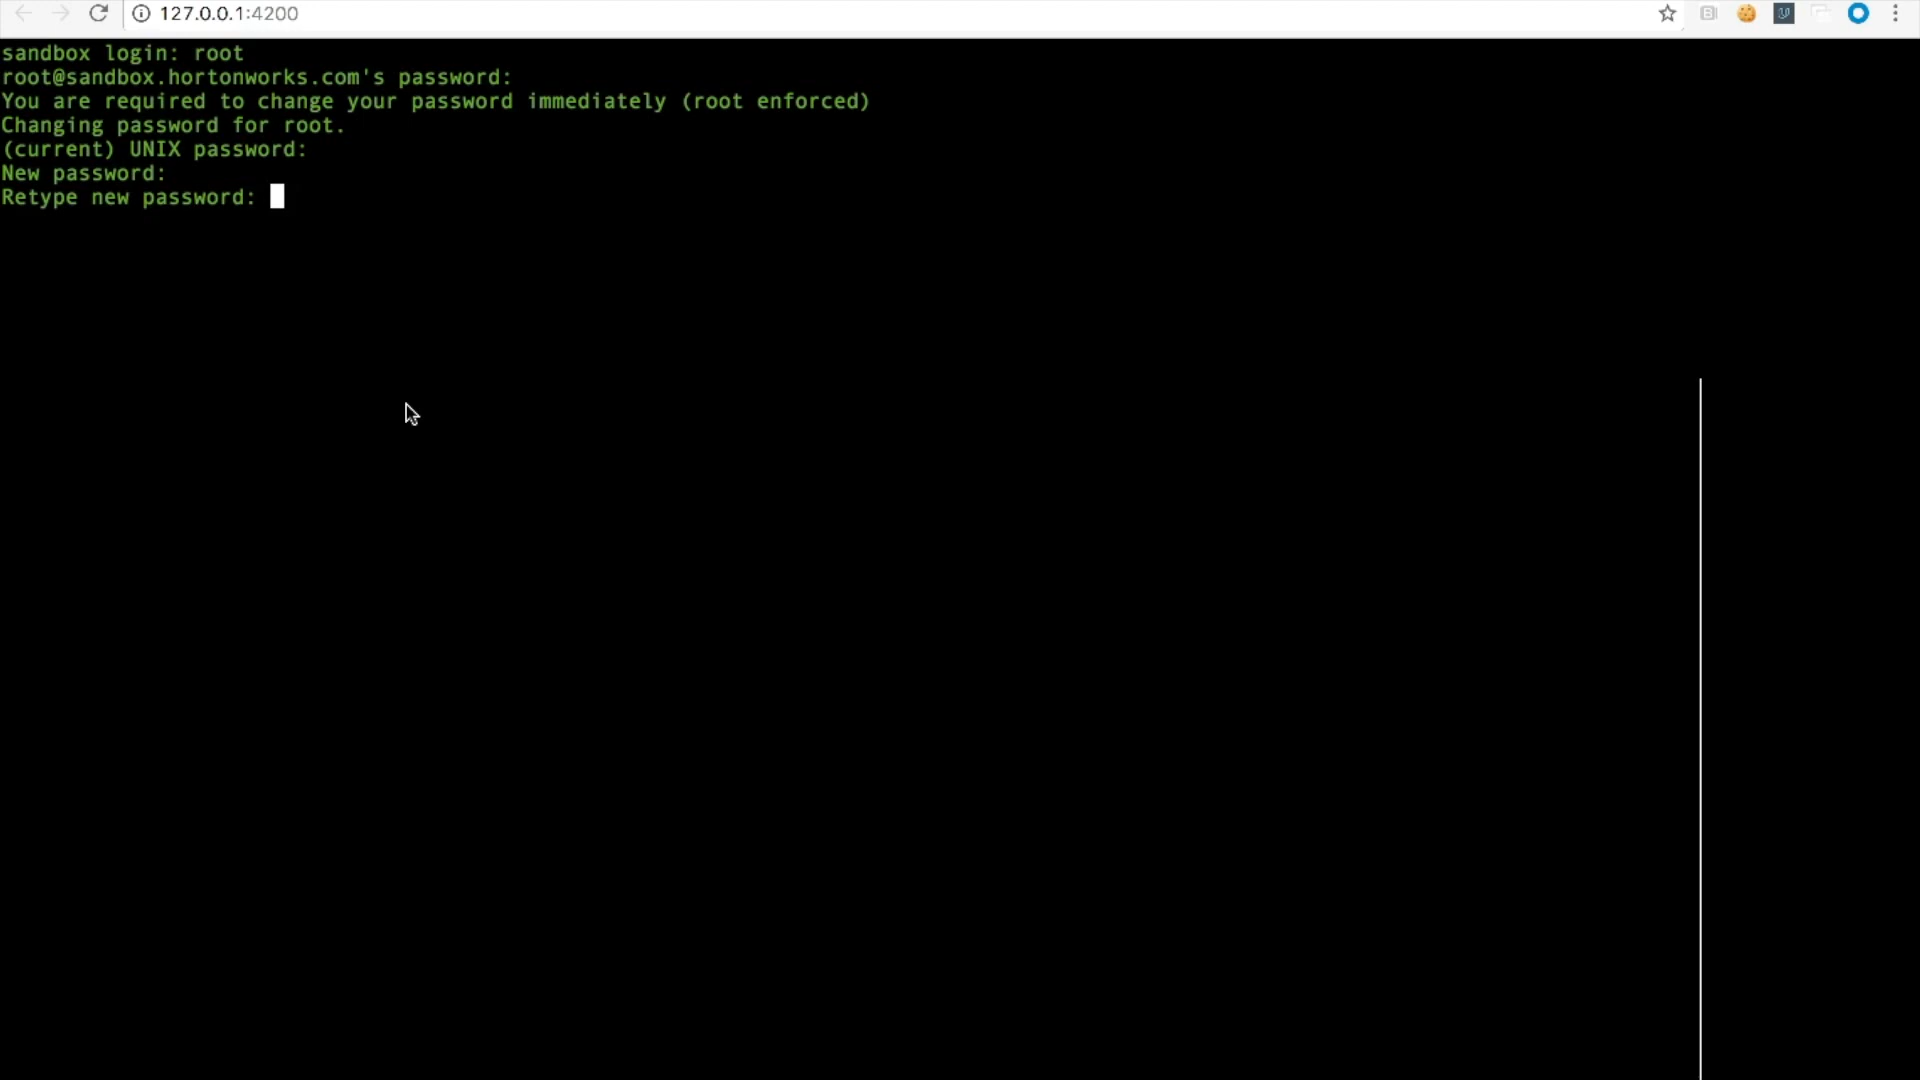 127.0.0.1:4200
sandbox login: root
root@sandbox.hortonworks.com's password:
You are required to change your password immediately (root enforced)
Changing password for root.
(current) UNIX password:
New password:
Retype new password: